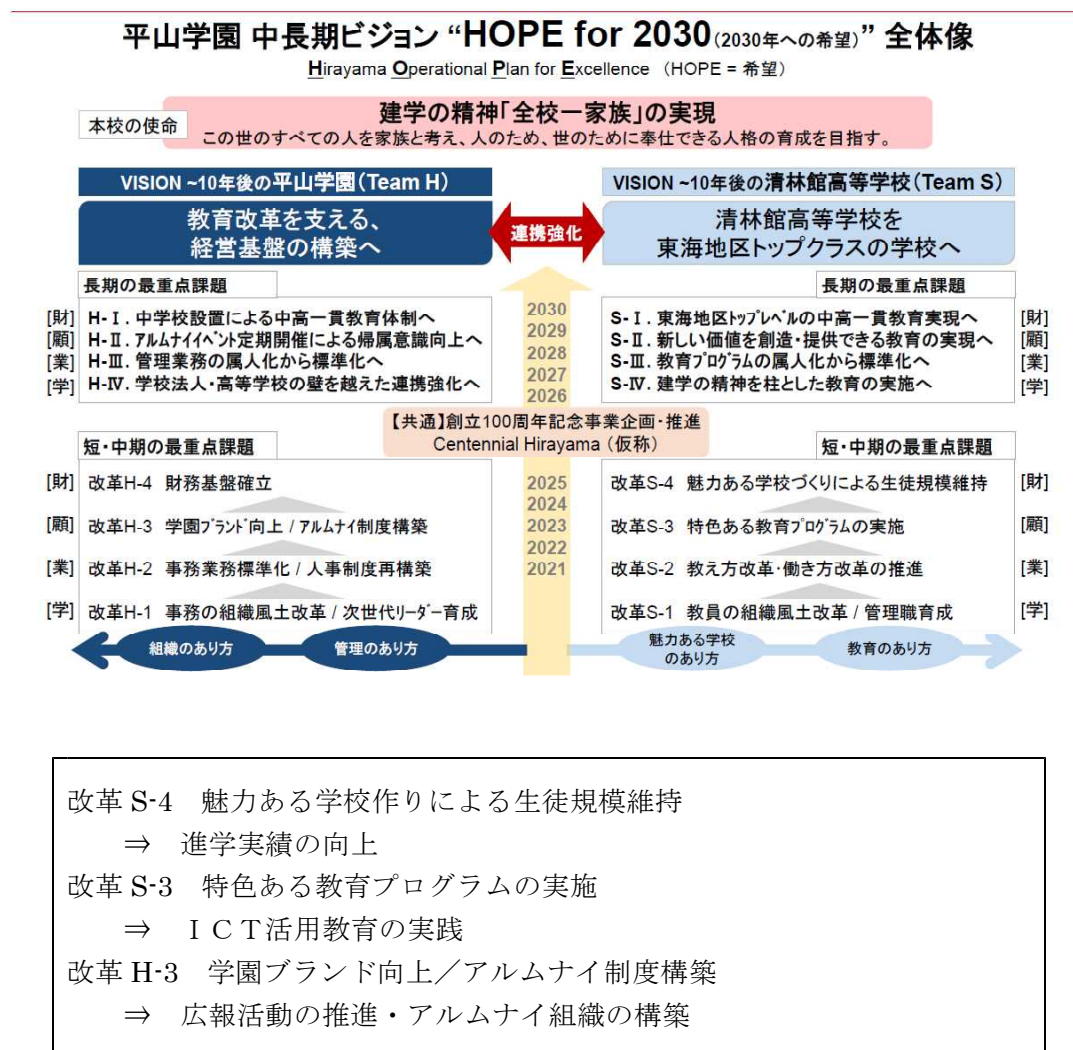 平山学園 中長期ビジョン “HOPE for 2030(2030年への希望)” 全体像
Hirayama Operational Plan for Excellence （HOPE = 希望）
本校の使命
建学の精神「全校一家族」の実現
この世のすべての人を家族と考え、人のため、世のために奉仕できる人格の育成を目指す。
VISION ~10年後の平山学園（Team H）
教育改革を支える、
経営基盤の構築へ
連携強化
VISION ~10年後の清林館高等学校（Team S）
清林館高等学校を
東海地区トップクラスの学校へ
長期の最重点課題
[財] H-Ⅰ. 中学校設置による中高一貫教育体制へ
[顧] H-Ⅱ. アルムナイイベント定期開催による帰属意識向上へ
[業] H-Ⅲ. 管理業務の属人化から標準化へ
[学] H-Ⅳ. 学校法人・高等学校の壁を越えた連携強化へ
2030
2029
2028
2027
2026
長期の最重点課題
S-Ⅰ. 東海地区トップレベルの中高一貫教育実現へ [財]
S-Ⅱ. 新しい価値を創造・提供できる教育の実現へ [顧]
S-Ⅲ. 教育プログラムの属人化から標準化へ [業]
S-Ⅳ. 建学の精神を柱とした教育の実施へ [学]
【共通】創立100周年記念事業企画・推進
Centennial Hirayama（仮称）
短・中期の最重点課題
[財] 改革H-4 財務基盤確立
[顧] 改革H-3 学園ブランド向上 / アルムナイ制度構築
[業] 改革H-2 事務業務標準化 / 人事制度再構築
[学] 改革H-1 事務の組織風土改革 / 次世代リーダー育成
2025
2024
2023
2022
2021
短・中期の最重点課題
改革S-4 魅力ある学校づくりによる生徒規模維持 [財]
改革S-3 特色ある教育プログラムの実施 [顧]
改革S-2 教え方改革・働き方改革の推進 [業]
改革S-1 教員の組織風土改革 / 管理職育成 [学]
組織のあり方
管理のあり方
魅力ある学校
のあり方
教育のあり方
改革 S-4　魅力ある学校作りによる生徒規模維持
⇒　進学実績の向上
改革 S-3　特色ある教育プログラムの実施
⇒　ＩＣＴ活用教育の実践
改革 H-3　学園ブランド向上／アルムナイ制度構築
⇒　広報活動の推進・アルムナイ組織の構築